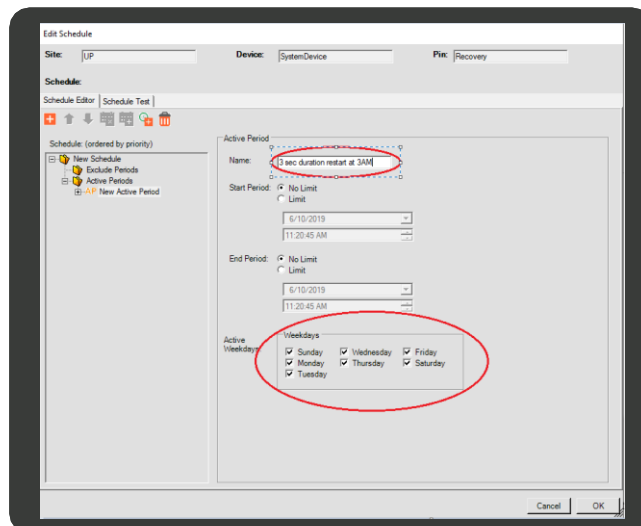 Edit Schedule
Site: UP Device: SystemDevice Pin: Recovery
Schedule:
Schedule Editor Schedule Test
Schedule: (ordered by priority)
New Schedule
Exclude Periods
Active Periods
AP New Active Period
Active Period
Name: 3 sec duration restart at 3AM
Start Period: No Limit
Limit
6/10/2019
11:20:45 AM
End Period: No Limit
Limit
6/10/2019
11:20:45 AM
Active Weekdays
Weekdays
Sunday Wednesday Friday
Monday Thursday Saturday
Tuesday
Cancel OK